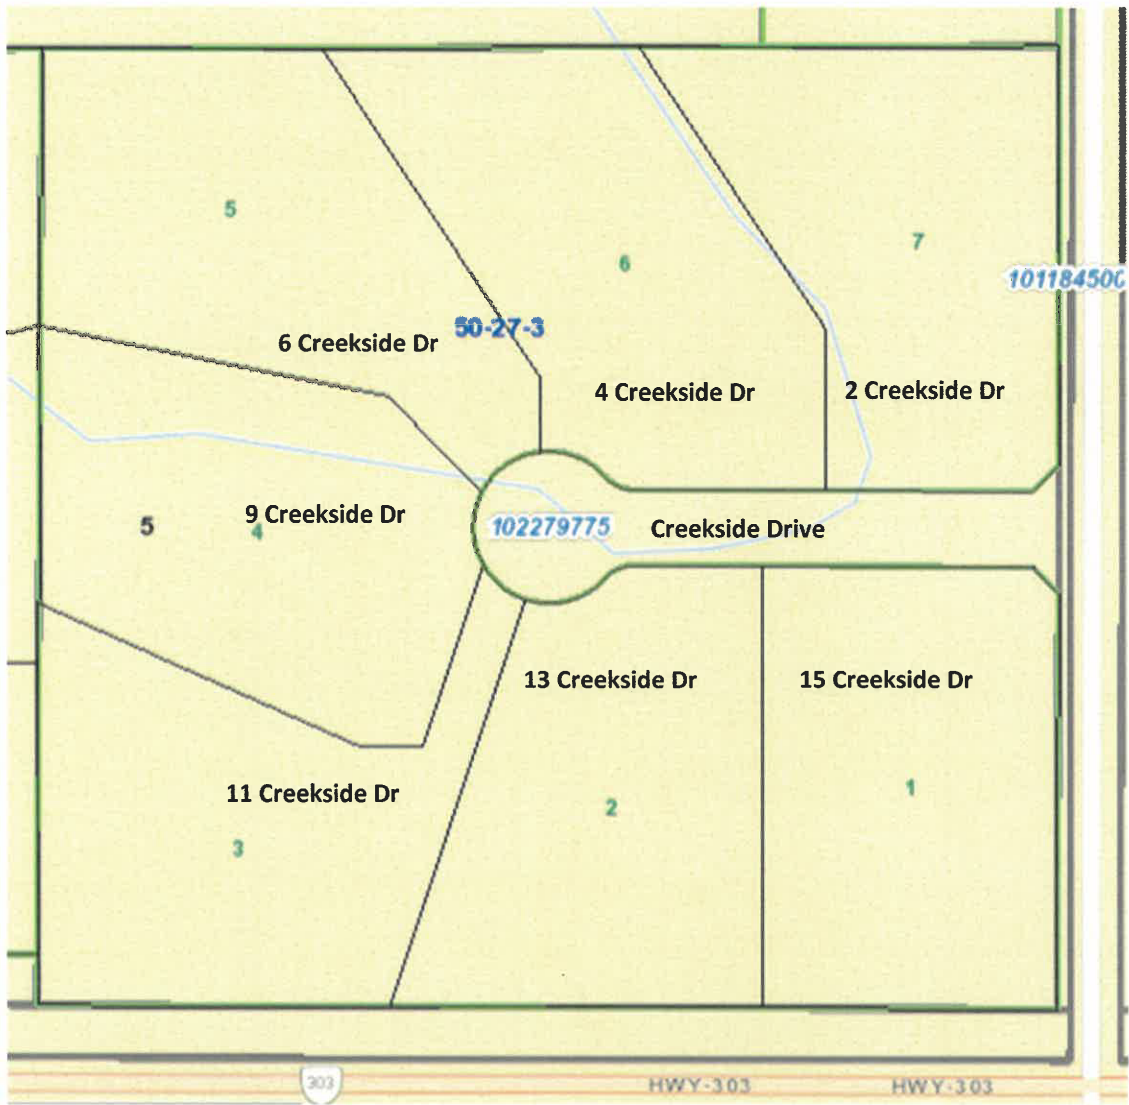 5
6
7
101184500
50-27-3
6 Creekside Dr
4 Creekside Dr
2 Creekside Dr
9 Creekside Dr
5
4
102279775
Creekside Drive
13 Creekside Dr
15 Creekside Dr
11 Creekside Dr
1
2
3
303
HWY-303
HWY-303